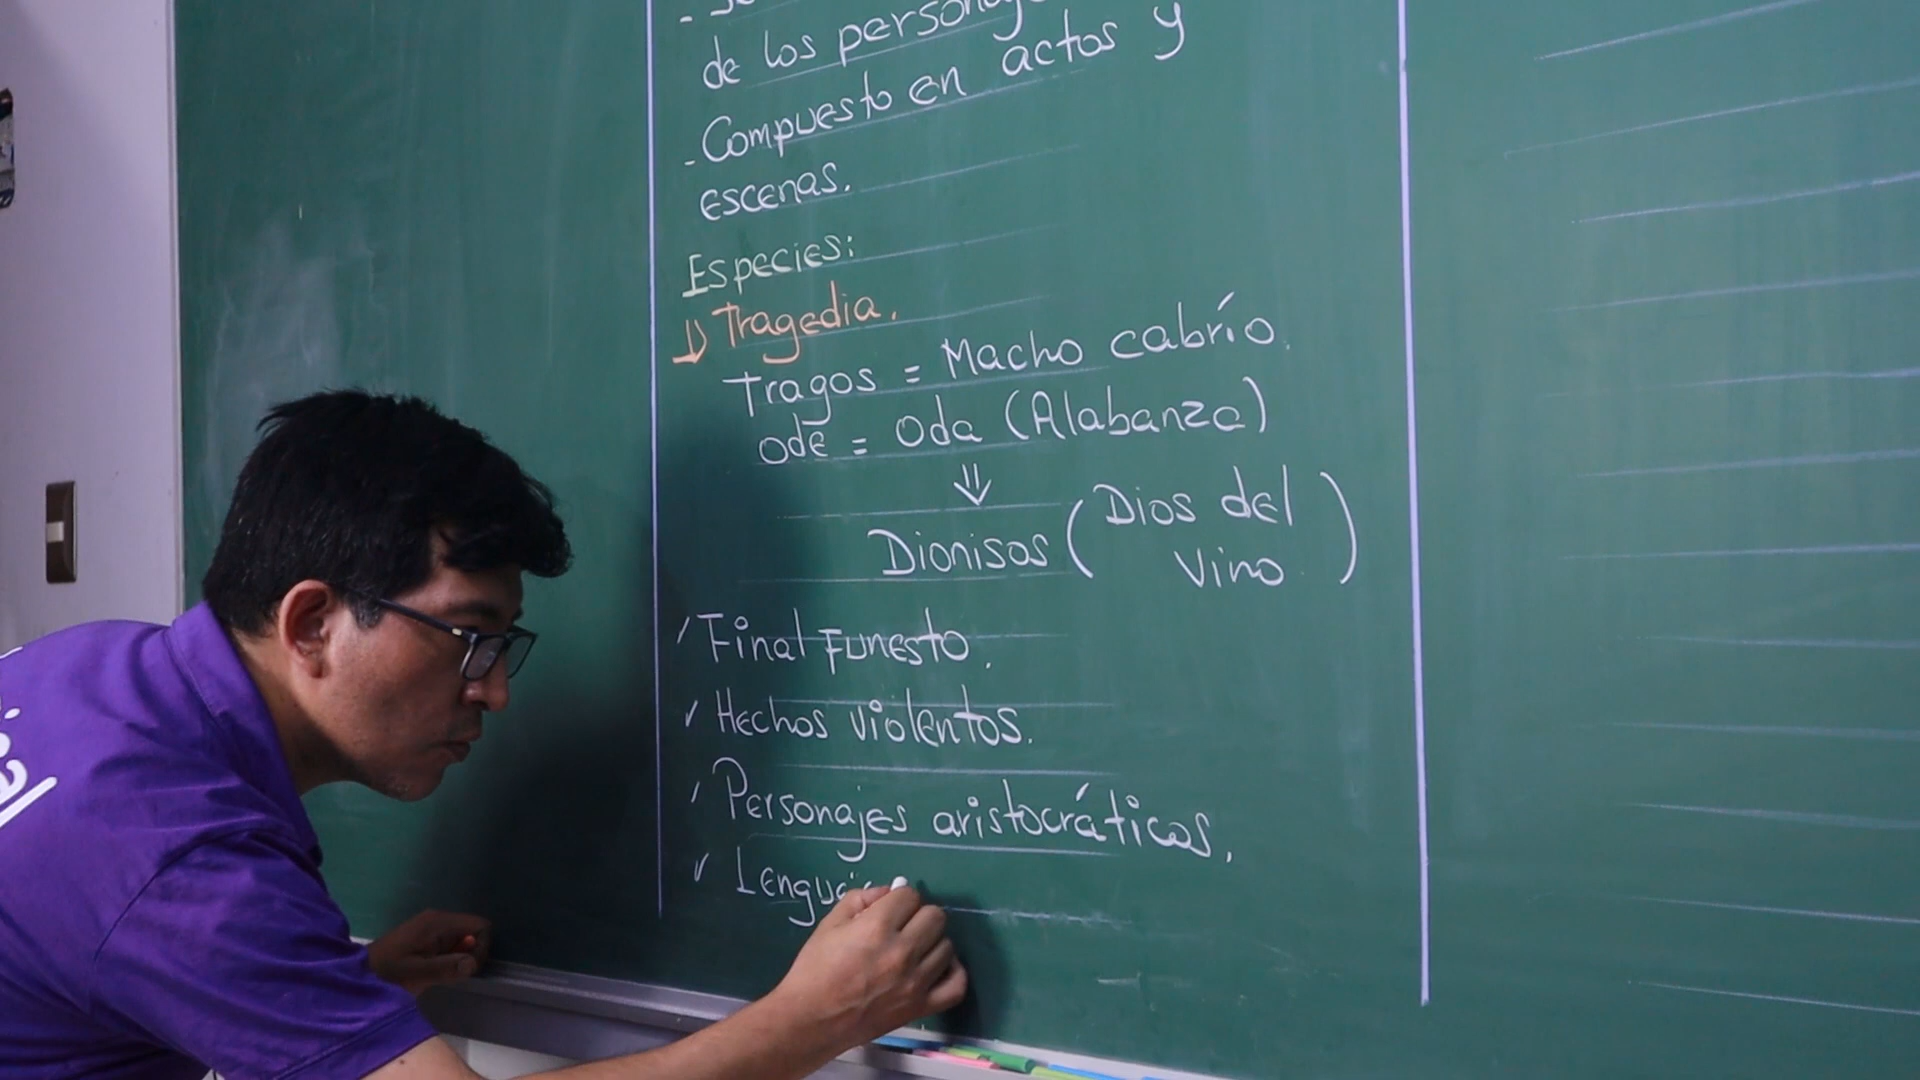 de los
- Compuesto en actos y
escenas.
Especies:
1) Tragedia.
Tragos = Macho cabrío.
ode = Oda (Alabanza)
⇓
Dionisos (Dios del
Vino)
✓ Final Funesto.
✓ Hechos violentos.
✓ Personajes aristocráticos.
✓